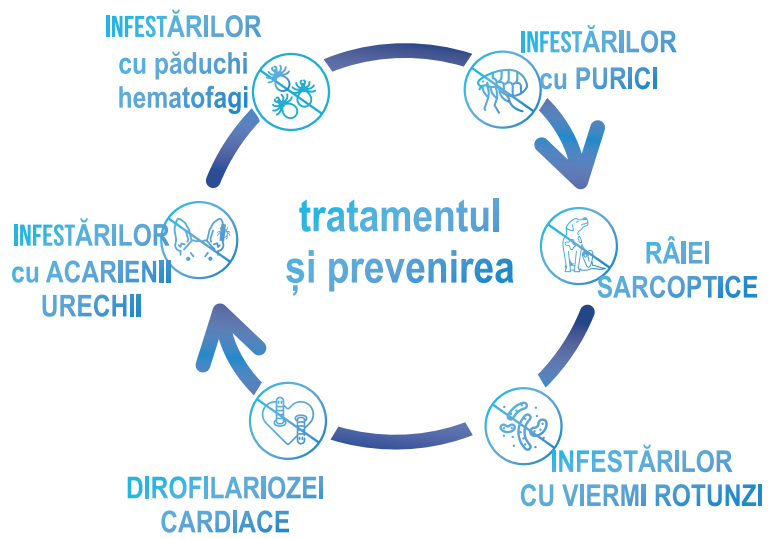 INFESTĂRILOR
cu păduchi
hematofagi
INFESTĂRILOR
cu PURICI
tratamentul
și prevenirea
RÂIEI
SARCOPTICE
INFESTĂRILOR
CU VIERMI ROTUNZI
DIROFILARIOZEI
CARDIACE
INFESTĂRILOR
cu ACARIENII
URECHII